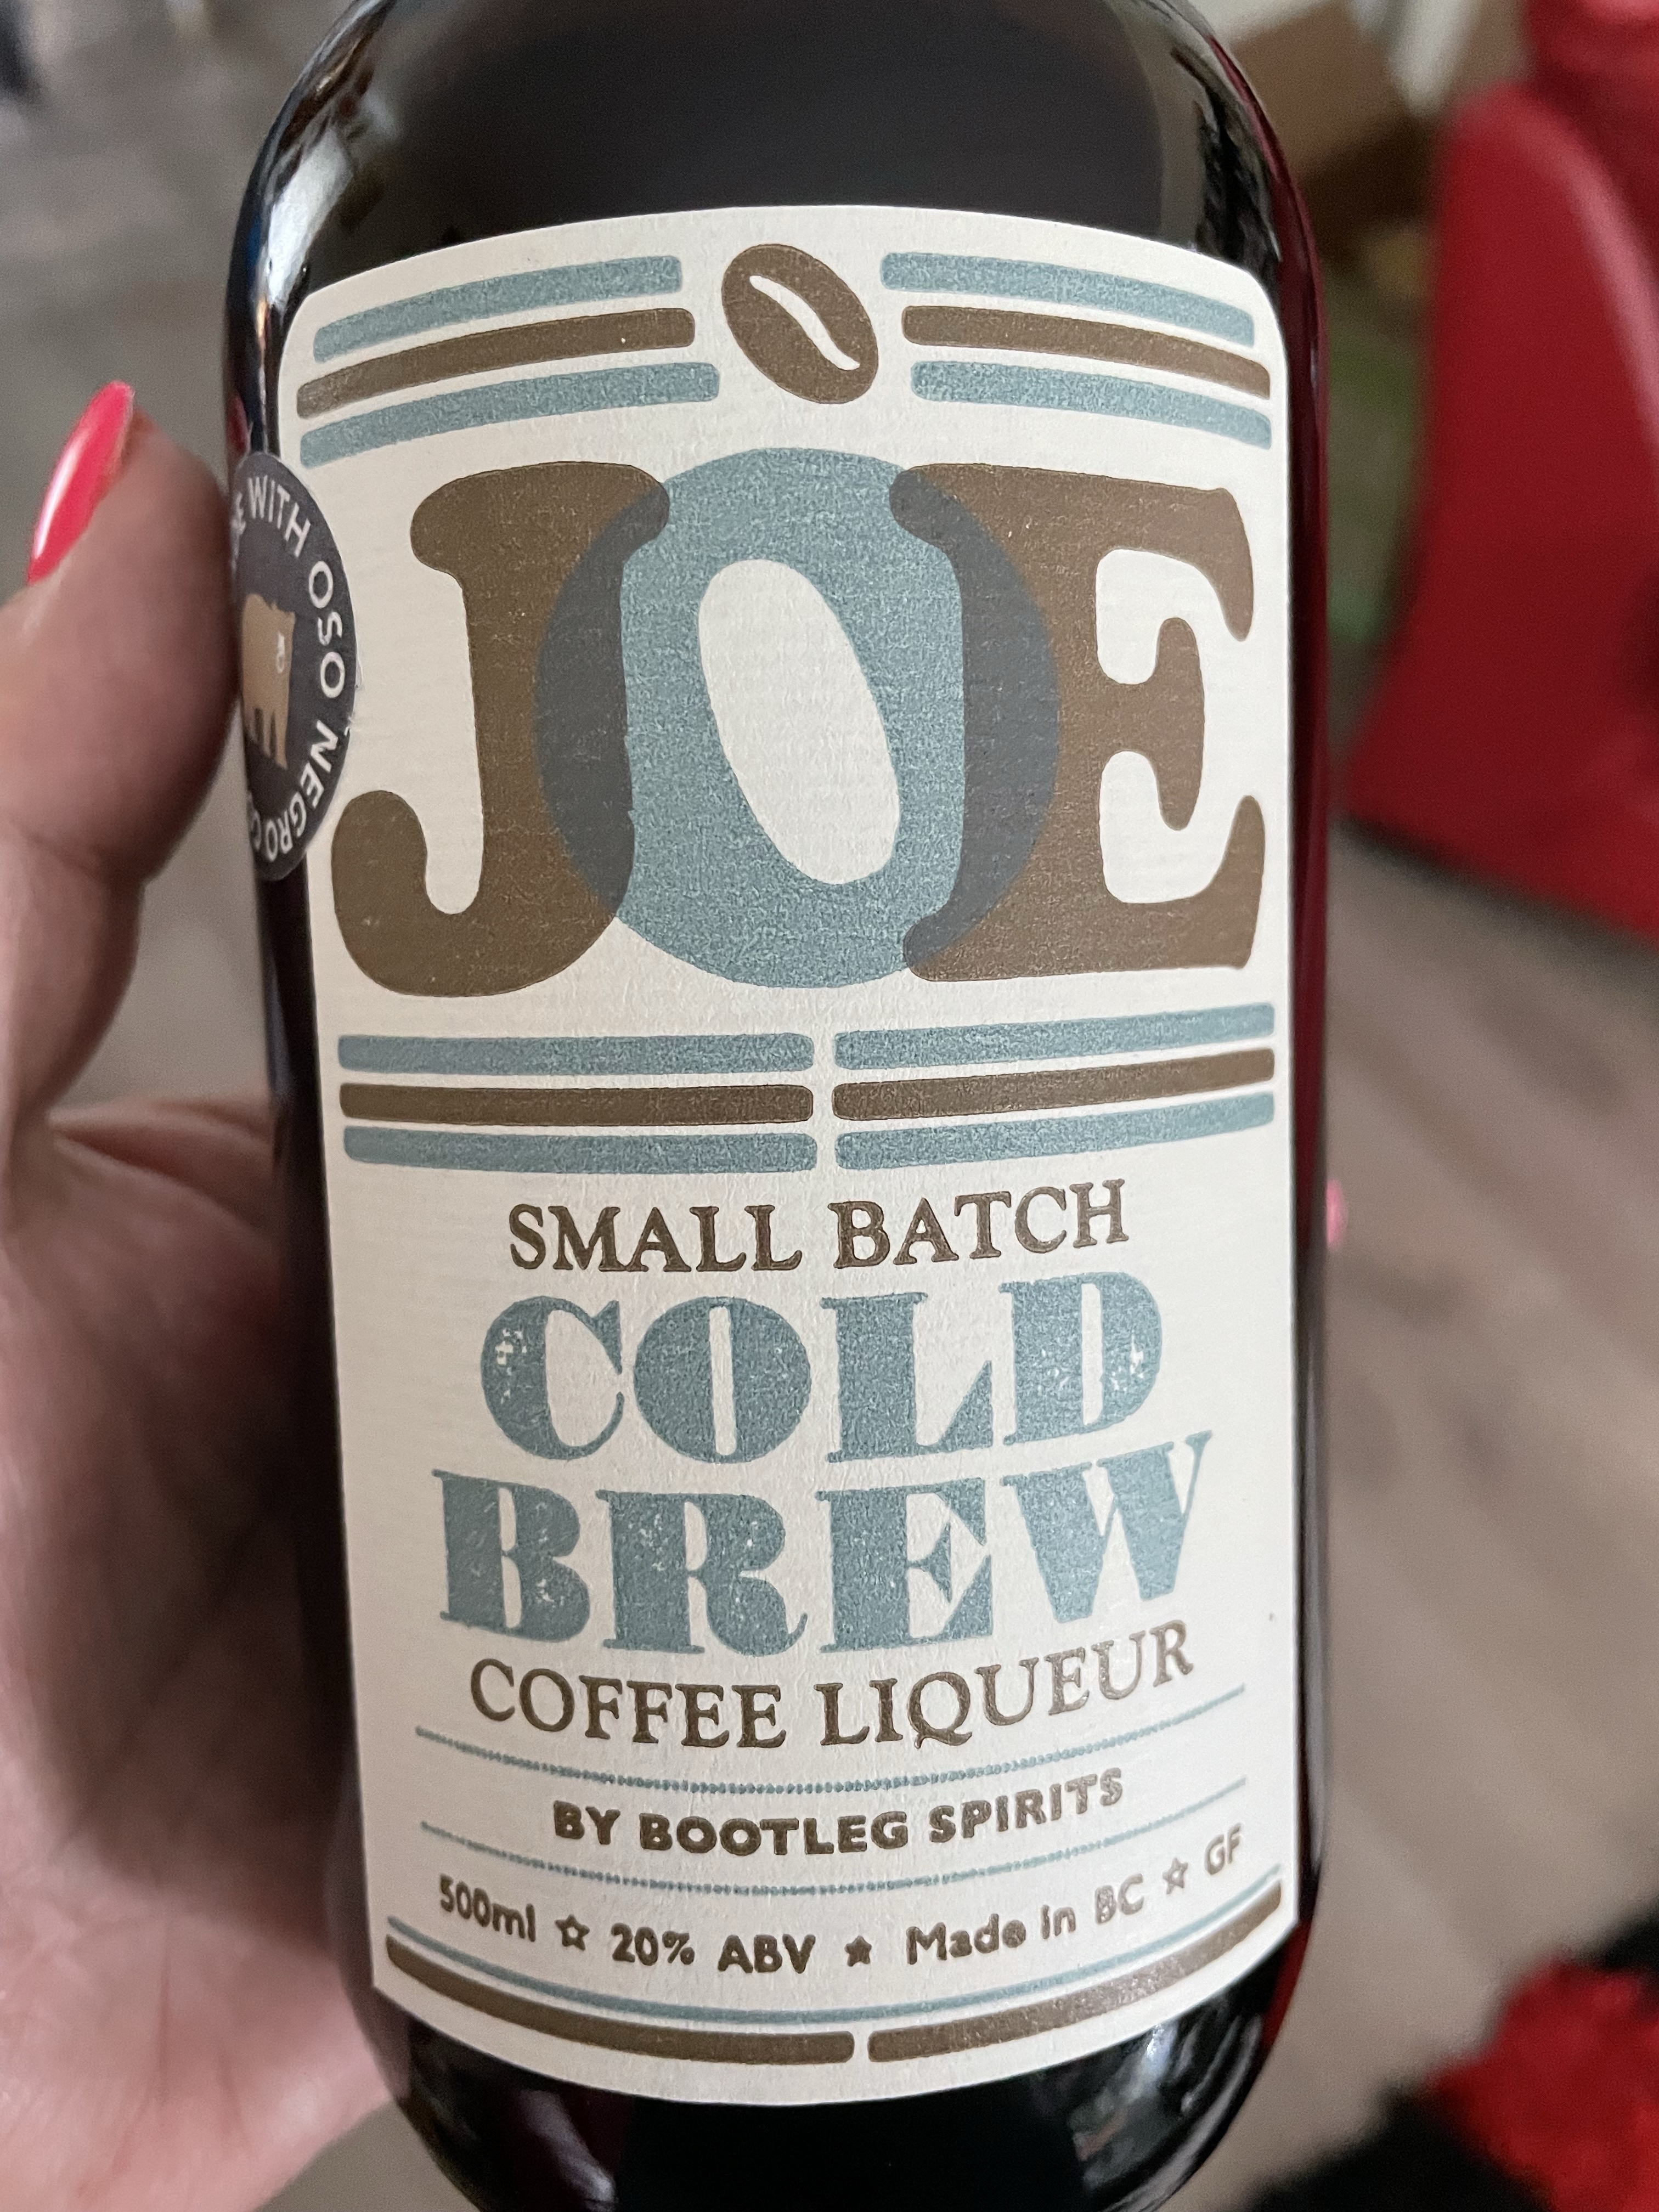 WITH OSO NEGRO
JOE
SMALL BATCH
COLD
BREW
COFFEE LIQUEUR
BY BOOTLEG SPIRITS
500ml ☆ 20% ABV ★ Made in BC ☆ GF